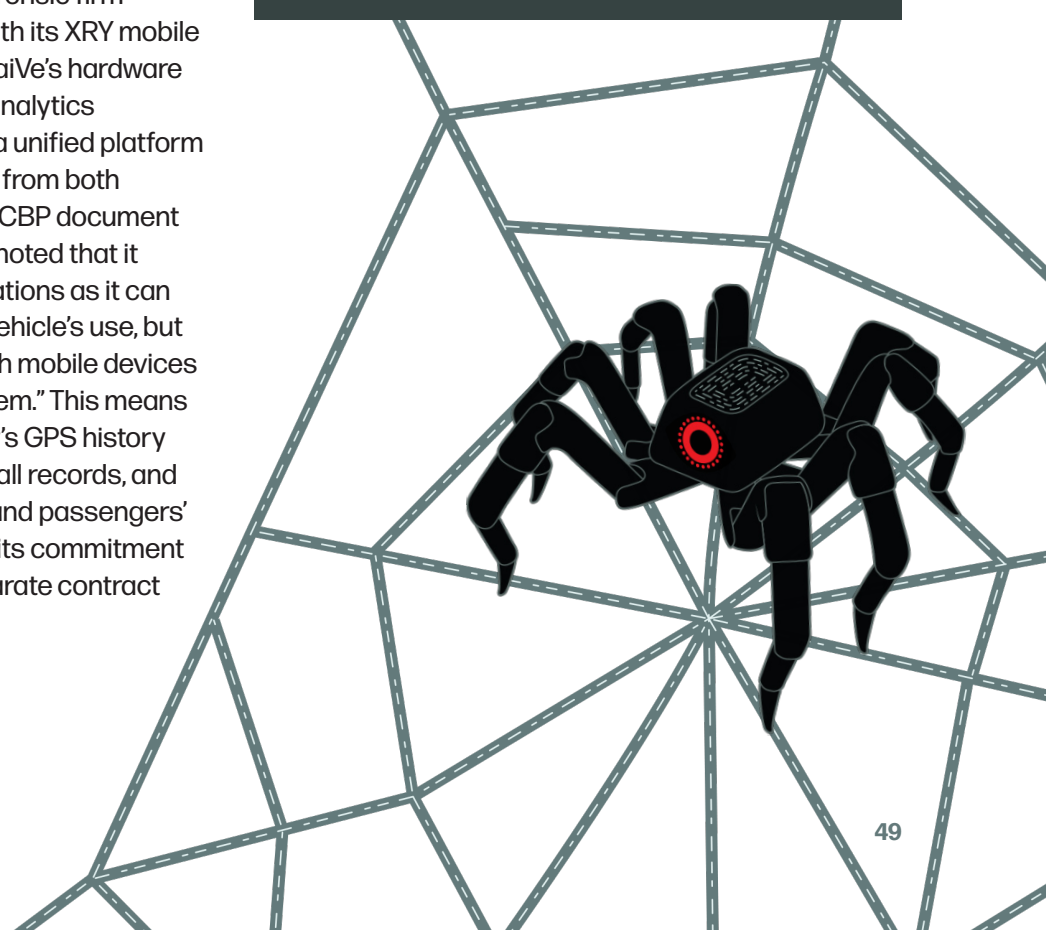 ensic firm
th its XRY mobile
aiVe’s hardware
nalytics
a unified platform
from both
CBP document
noted that it
ations as it can
ehicle’s use, but
h mobile devices
em.” This means
’s GPS history
all records, and
and passengers’
its commitment
arate contract
49